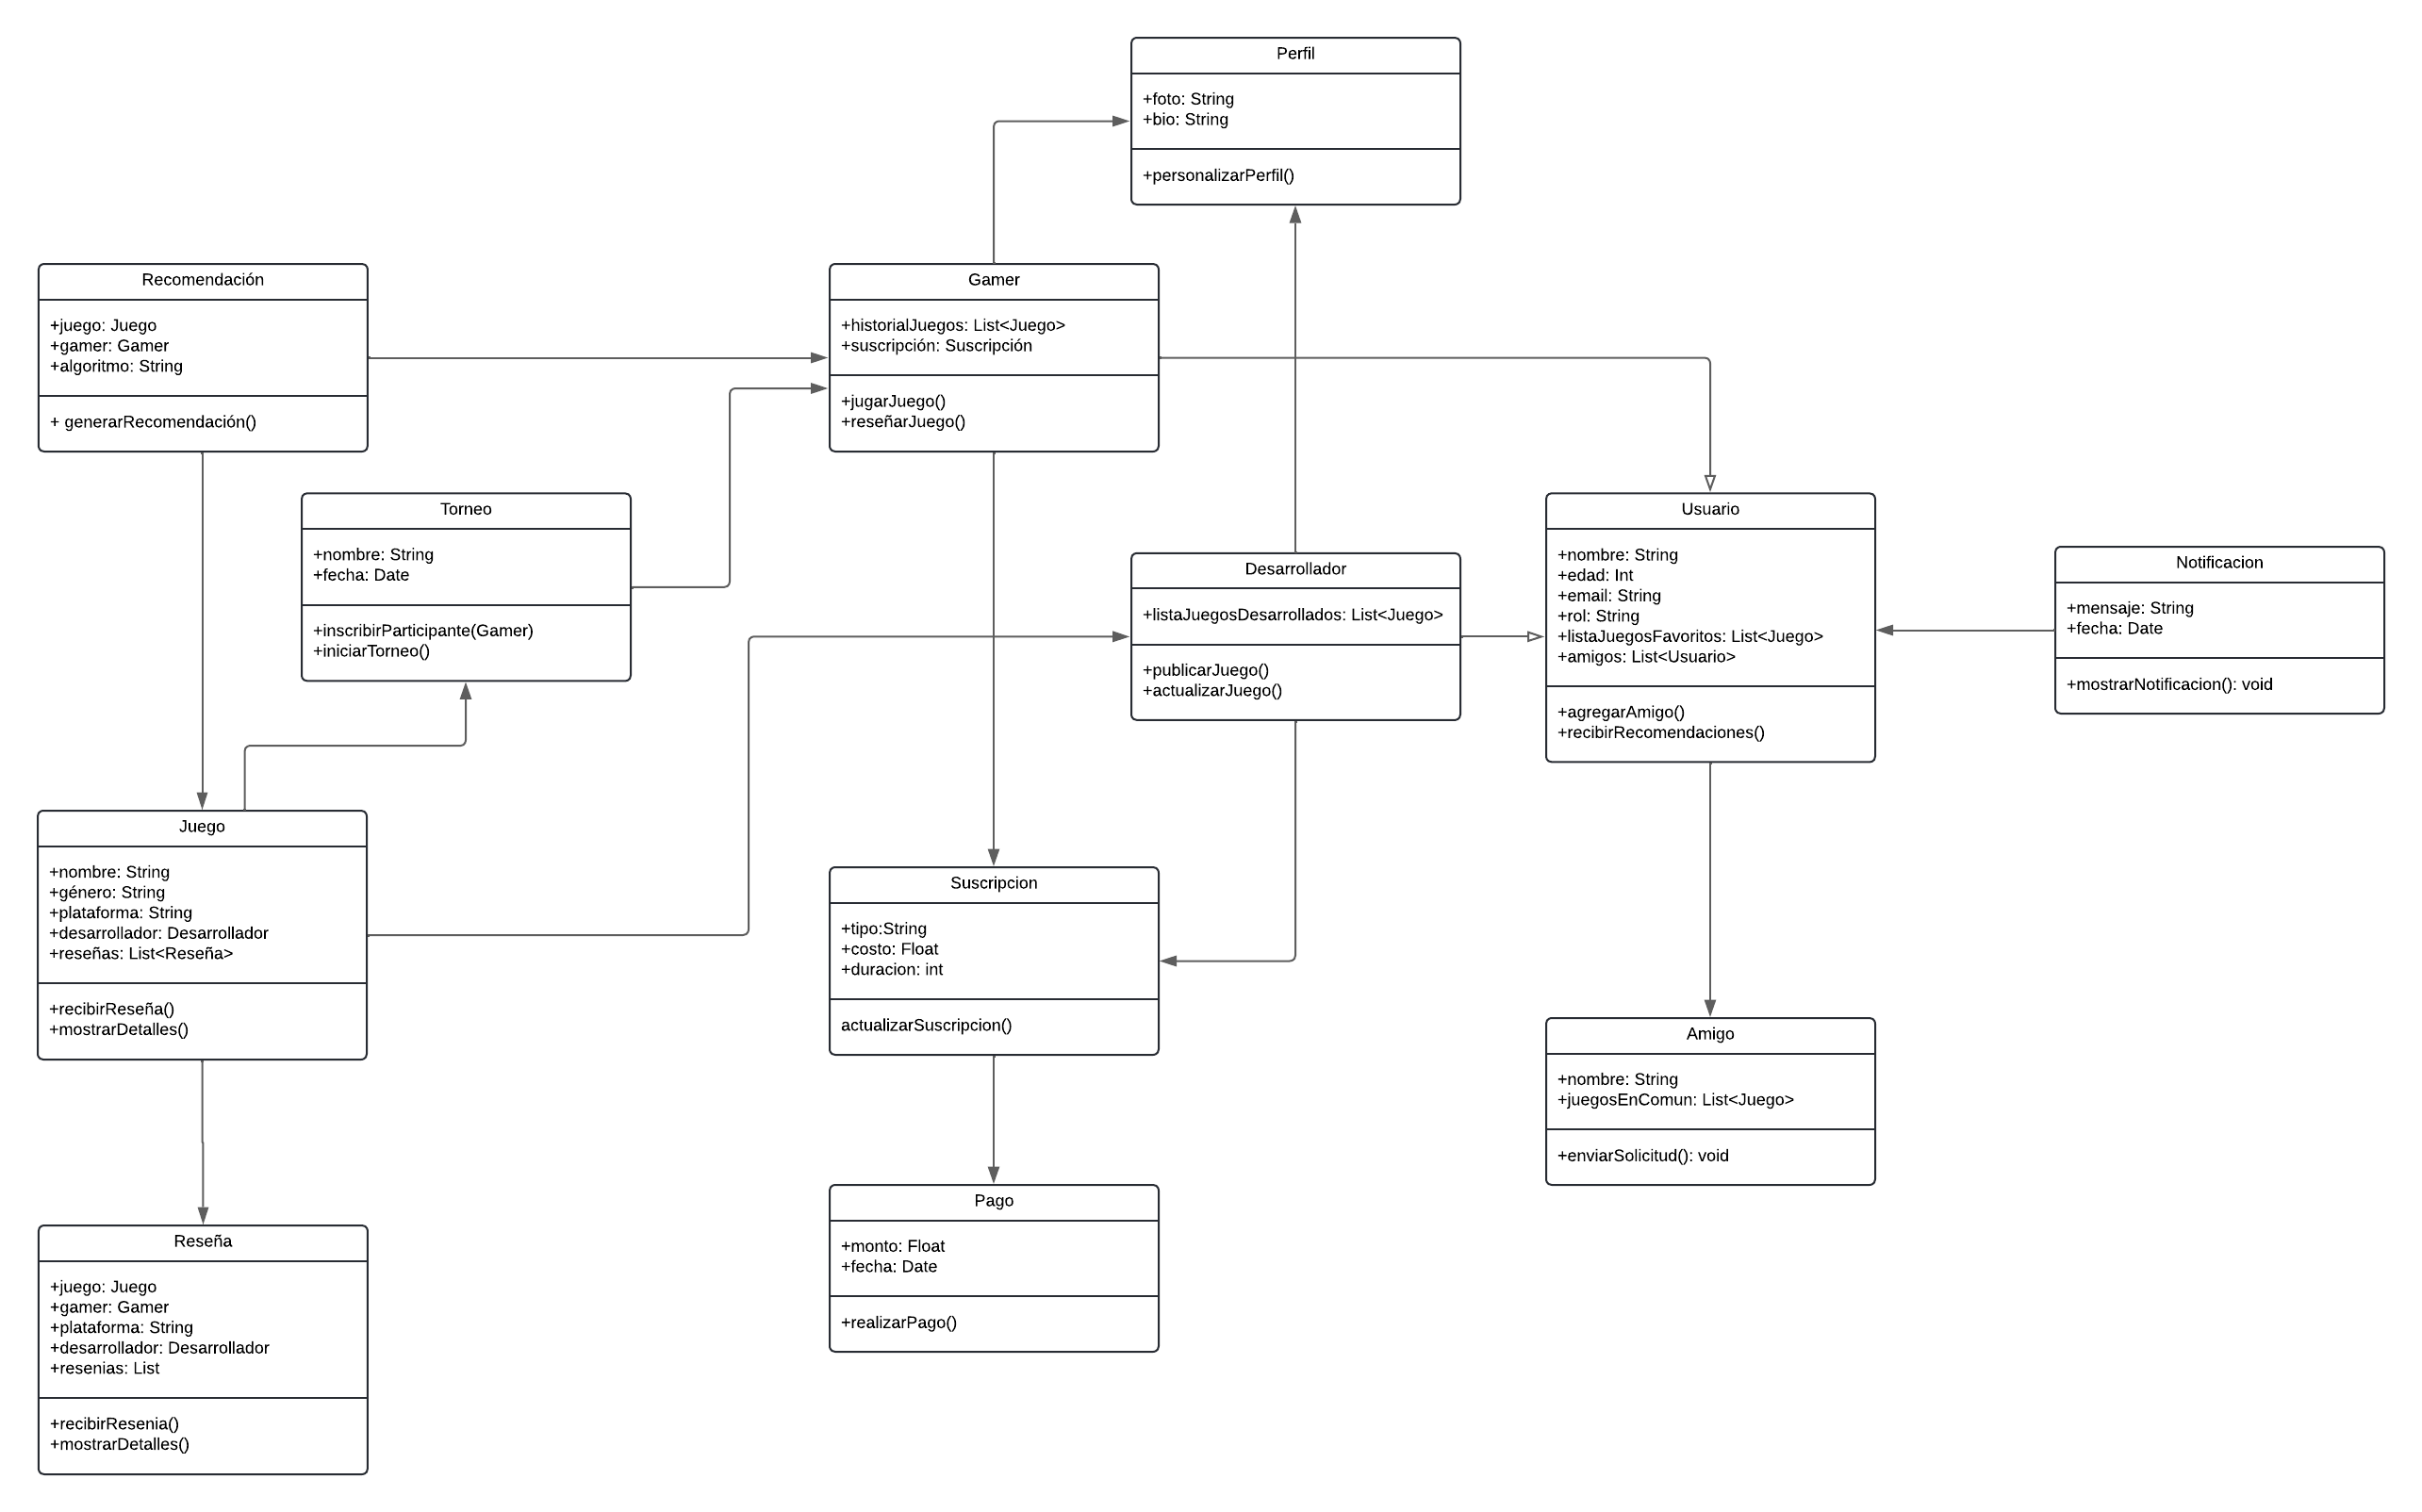 Perfil
+foto: String
+bio: String
+personalizarPerfil()
Recomendación
+juego: Juego
+gamer: Gamer
+algoritmo: String
+ generarRecomendación()
Gamer
+historialJuegos: List<Juego>
+suscripción: Suscripción
+jugarJuego()
+reseñarJuego()
Torneo
+nombre: String
+fecha: Date
+inscribirParticipante(Gamer)
+iniciarTorneo()
Desarrollador
+listaJuegosDesarrollados: List<Juego>
+publicarJuego()
+actualizarJuego()
Usuario
+nombre: String
+edad: Int
+email: String
+rol: String
+listaJuegosFavoritos: List<Juego>
+amigos: List<Usuario>
+agregarAmigo()
+recibirRecomendaciones()
Notificacion
+mensaje: String
+fecha: Date
+mostrarNotificacion(): void
Juego
+nombre: String
+género: String
+plataforma: String
+desarrollador: Desarrollador
+reseñas: List<Reseña>
+recibirReseña()
+mostrarDetalles()
Suscripcion
+tipo:String
+costo: Float
+duracion: int
actualizarSuscripcion()
Amigo
+nombre: String
+juegosEnComun: List<Juego>
+enviarSolicitud(): void
Pago
+monto: Float
+fecha: Date
+realizarPago()
Reseña
+juego: Juego
+gamer: Gamer
+plataforma: String
+desarrollador: Desarrollador
+resenias: List
+recibirResenia()
+mostrarDetalles()